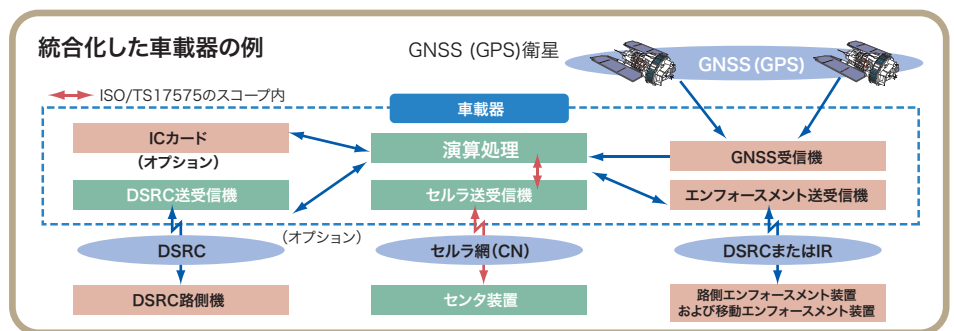 統合化した車載器の例
GNSS (GPS)衛星
GNSS(GPS)
ISO/TS17575のスコープ内
車載器
ICカード
(オプション)
演算処理
GNSS受信機
DSRC送受信機
セルラ送受信機
エンフォースメント送受信機
(オプション)
DSRC
セルラ網(CN)
DSRCまたはIR
DSRC路側機
センタ装置
路側エンフォースメント装置
および移動エンフォースメント装置